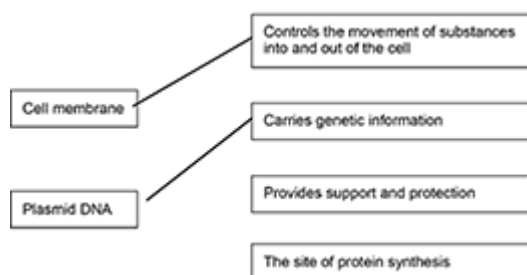 Controls the movement of substances
into and out of the cell
Cell membrane
Carries genetic information
Plasmid DNA
Provides support and protection
The site of protein synthesis